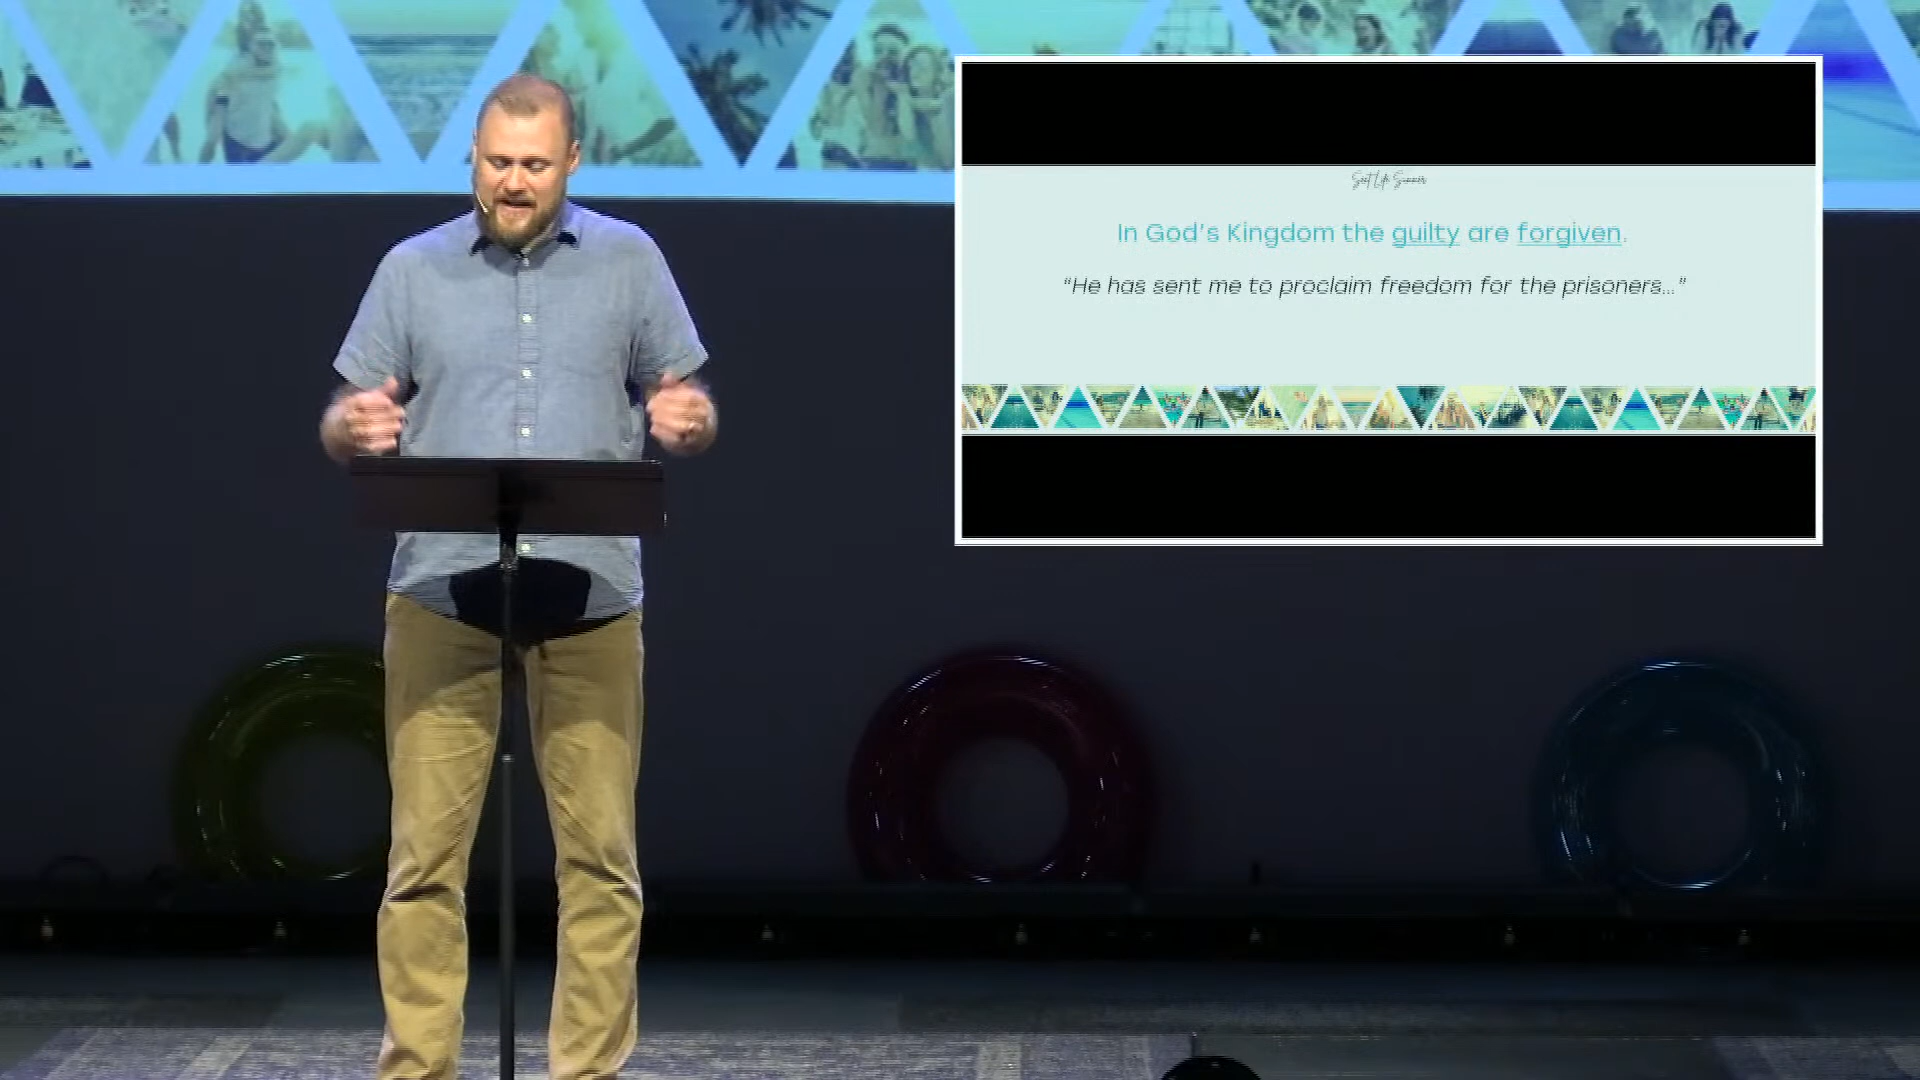 In God's Kingdom the guilty are forgiven.
"He has sent me to proclaim freedom for the prisoners..."